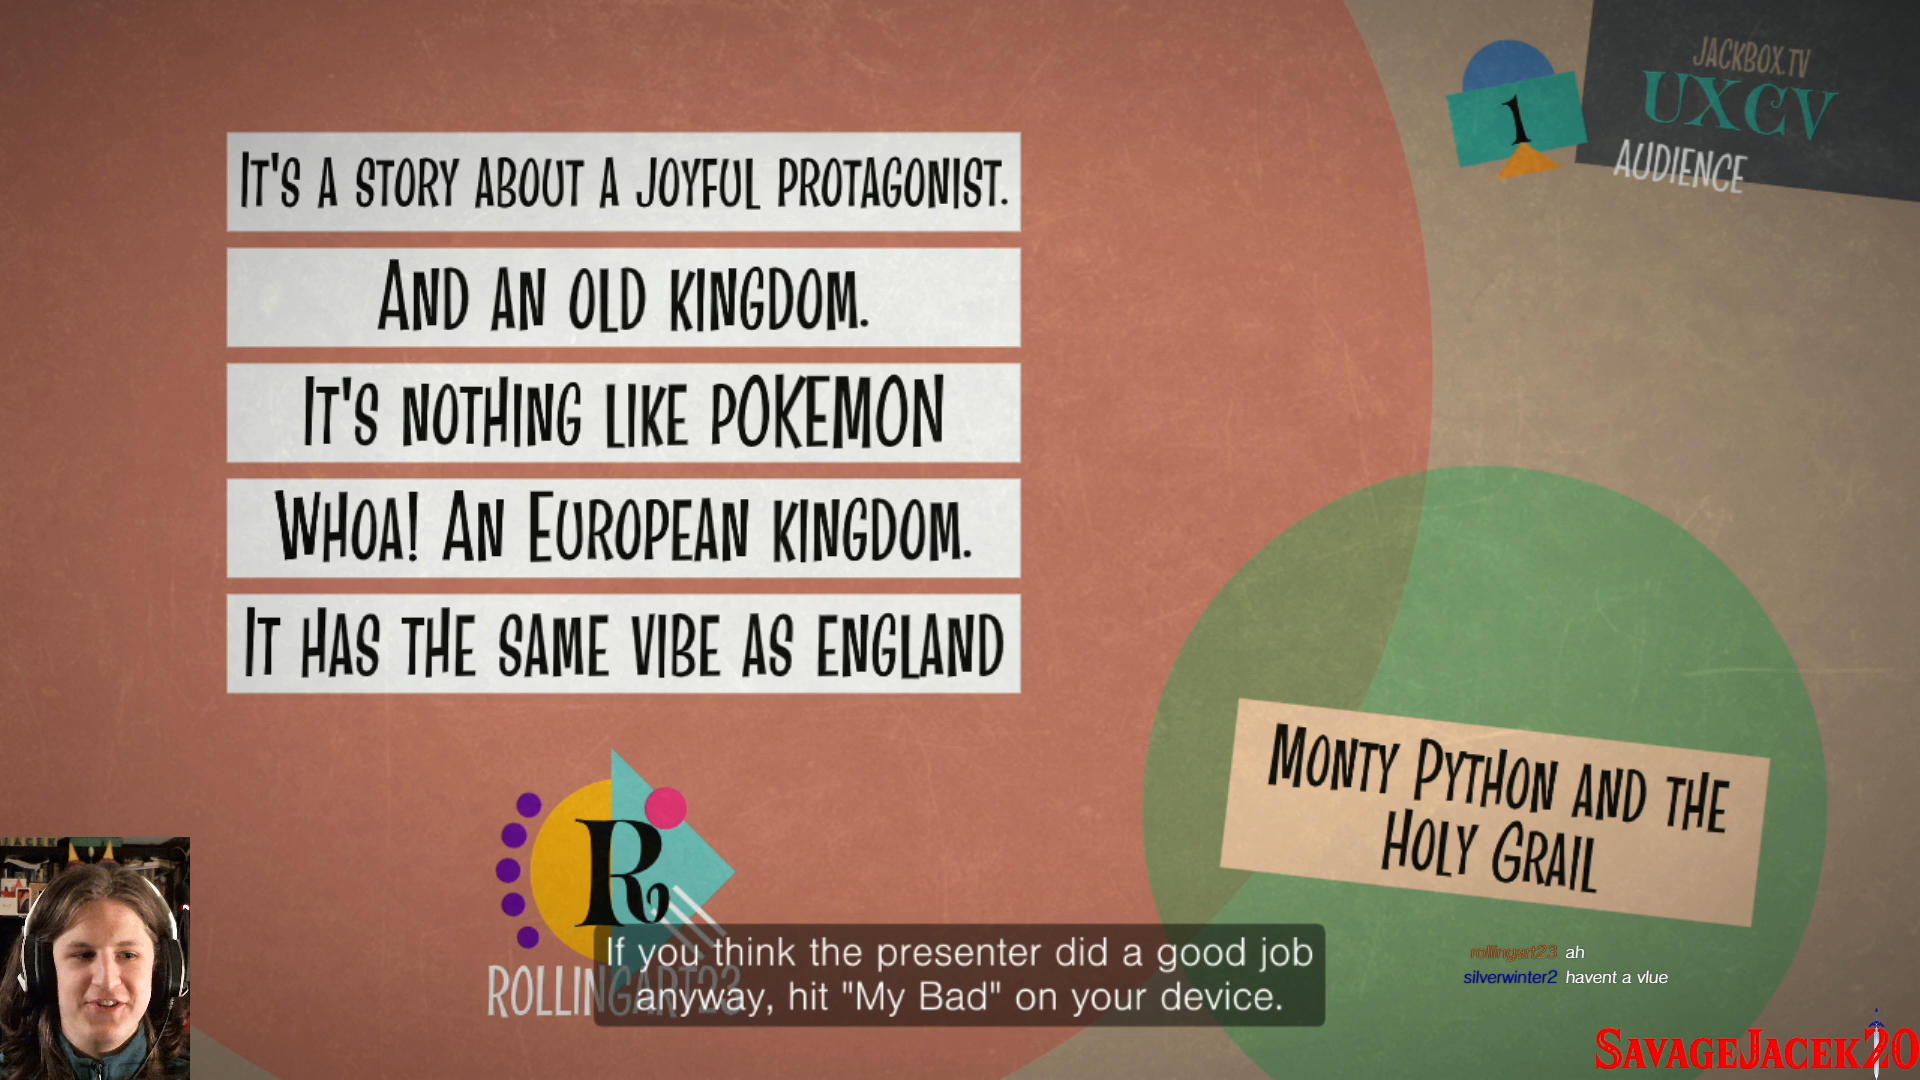 JACKBOX.TV
UXCV
1
AUDIENCE
IT'S A STORY ABOUT A JOYFUL PROTAGONIST.
AND AN OLD KINGDOM.
IT'S NOTHING LIKE POKEMON
WHOA! AN EUROPEAN KINGDOM.
IT HAS THE SAME VIBE AS ENGLAND
MONTY PYTHON AND THE
HOLY GRAIL
R
ROLLINGART23
If you think the presenter did a good job
anyway, hit "My Bad" on your device.
rollingart23 ah
silverwinter2 havent a vlue
SAVAGEJACEK20
JACEK